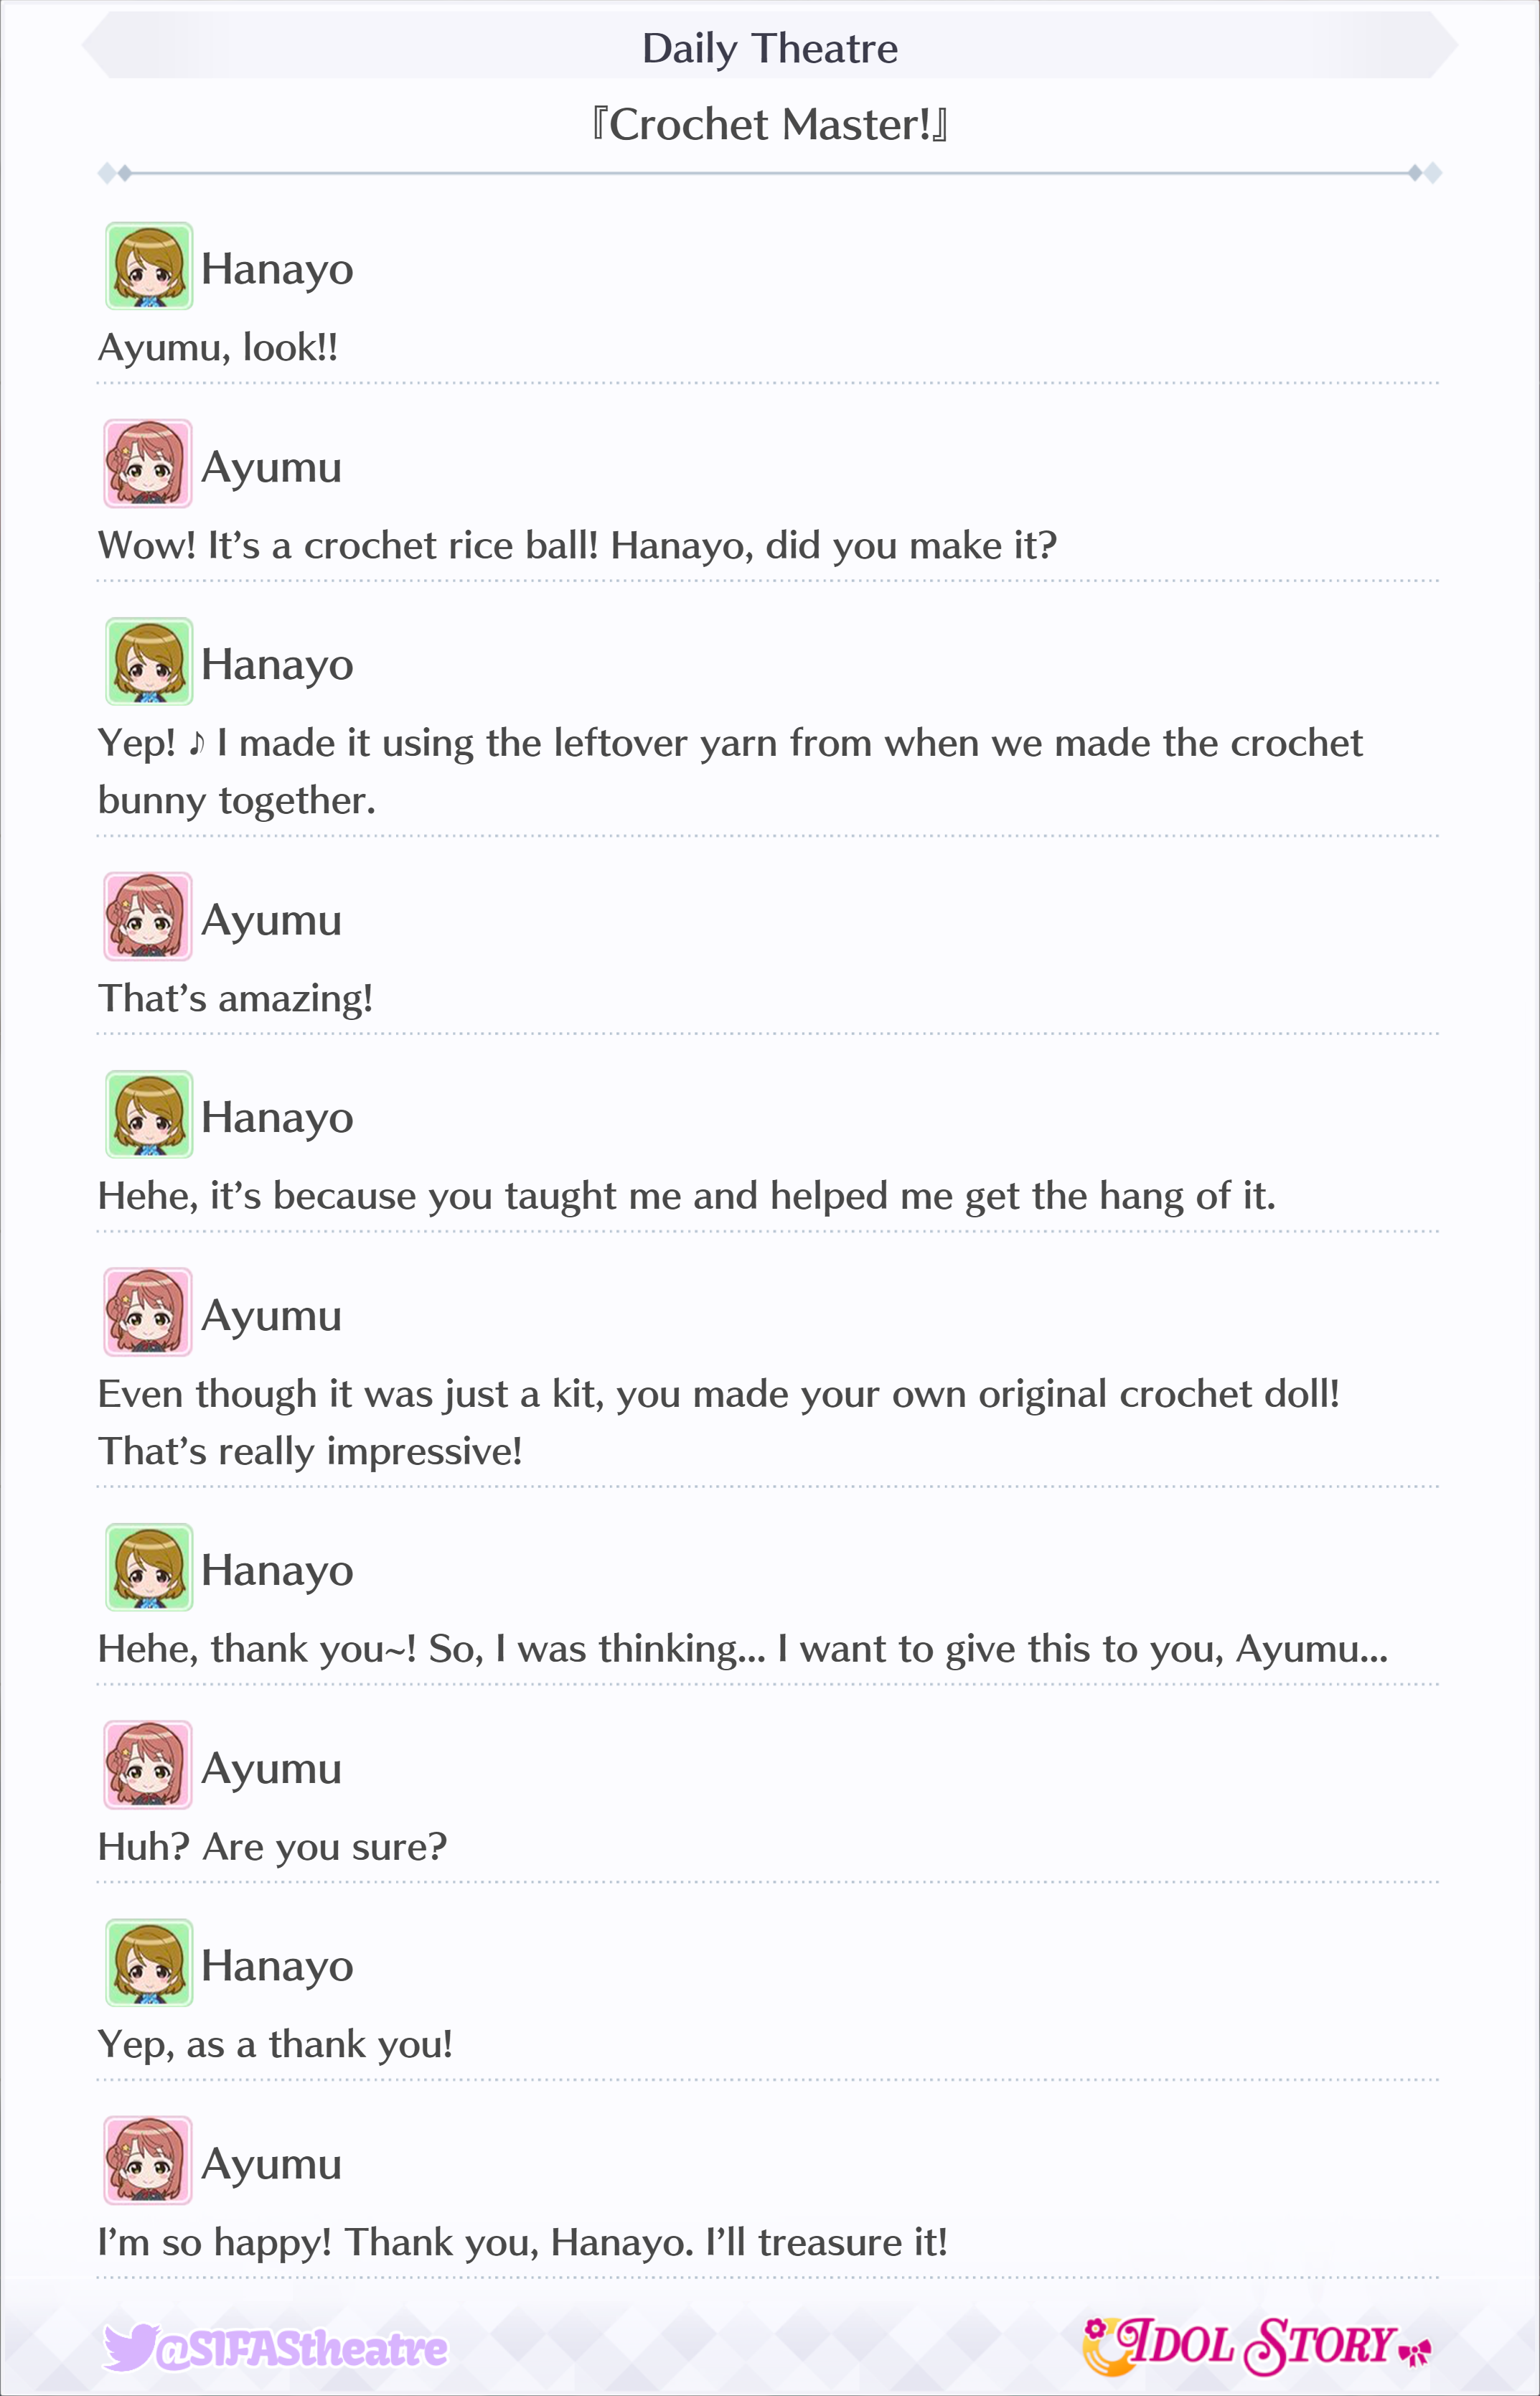 Daily Theatre
『Crochet Master!』
Hanayo
Ayumu, look!!
Ayumu
Wow! It’s a crochet rice ball! Hanayo, did you make it?
Hanayo
Yep! ♪ I made it using the leftover yarn from when we made the crochet
bunny together.
Ayumu
That’s amazing!
Hanayo
Hehe, it’s because you taught me and helped me get the hang of it.
Ayumu
Even though it was just a kit, you made your own original crochet doll!
That’s really impressive!
Hanayo
Hehe, thank you~! So, I was thinking... I want to give this to you, Ayumu...
Ayumu
Huh? Are you sure?
Hanayo
Yep, as a thank you!
Ayumu
I’m so happy! Thank you, Hanayo. I’ll treasure it!
@SIFAStheatre
IDOL STORY